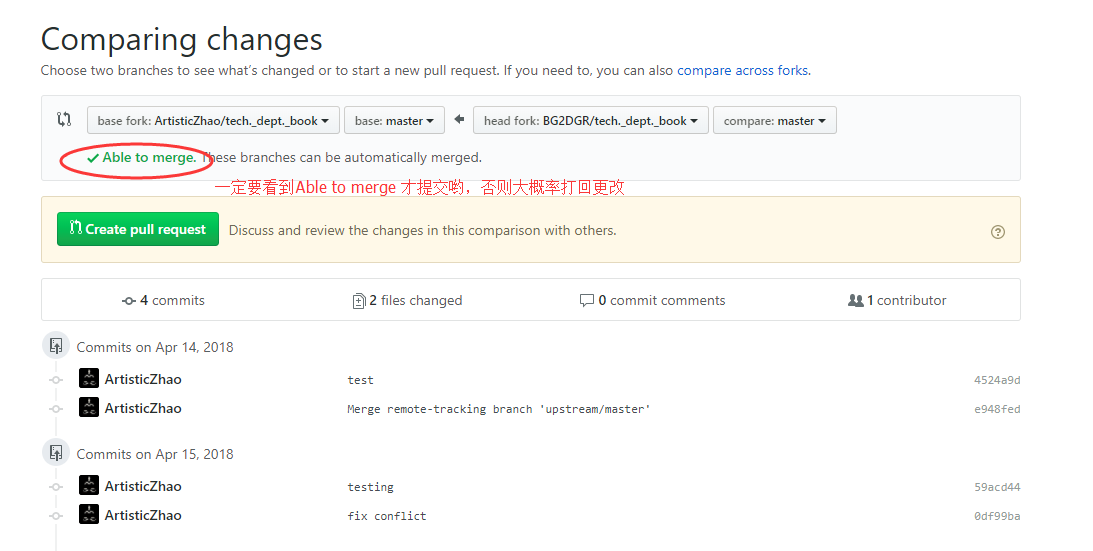 Comparing changes
Choose two branches to see what's changed or to start a new pull request. If you need to, you can also compare across forks.
base fork: ArtisticZhao/tech._dept._book base: master head fork: BG2DGR/tech._dept._book compare: master
Able to merge. These branches can be automatically merged.
一定要看到Able to merge 才提交哟，否则大概率打回更改
Create pull request Discuss and review the changes in this comparison with others.
4 commits 2 files changed 0 commit comments 1 contributor
Commits on Apr 14, 2018
ArtisticZhao test 4524a9d
ArtisticZhao Merge remote-tracking branch 'upstream/master' e948fed
Commits on Apr 15, 2018
ArtisticZhao testing 59acd44
ArtisticZhao fix conflict 0df99ba